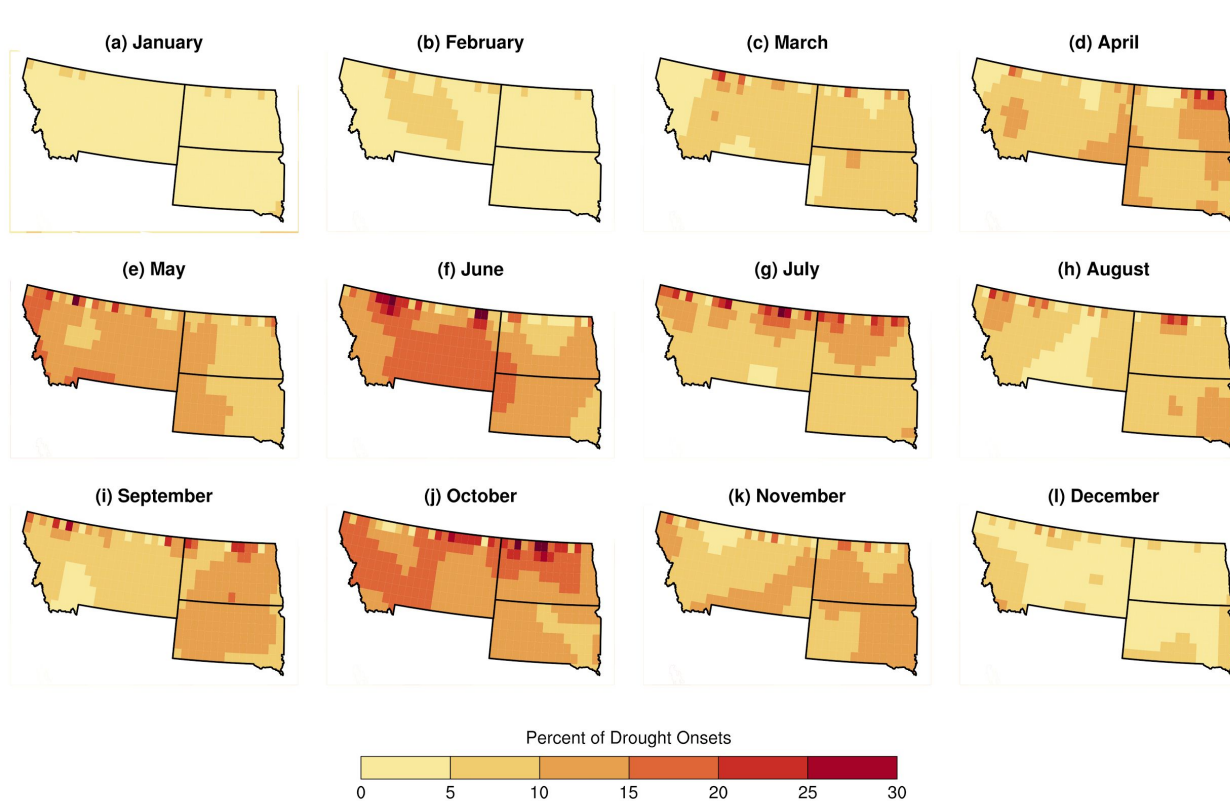 (a) January
(b) February
(c) March
(d) April
(e) May
(f) June
(g) July
(h) August
(i) September
(j) October
(k) November
(l) December
Percent of Drought Onsets
0 5 10 15 20 25 30